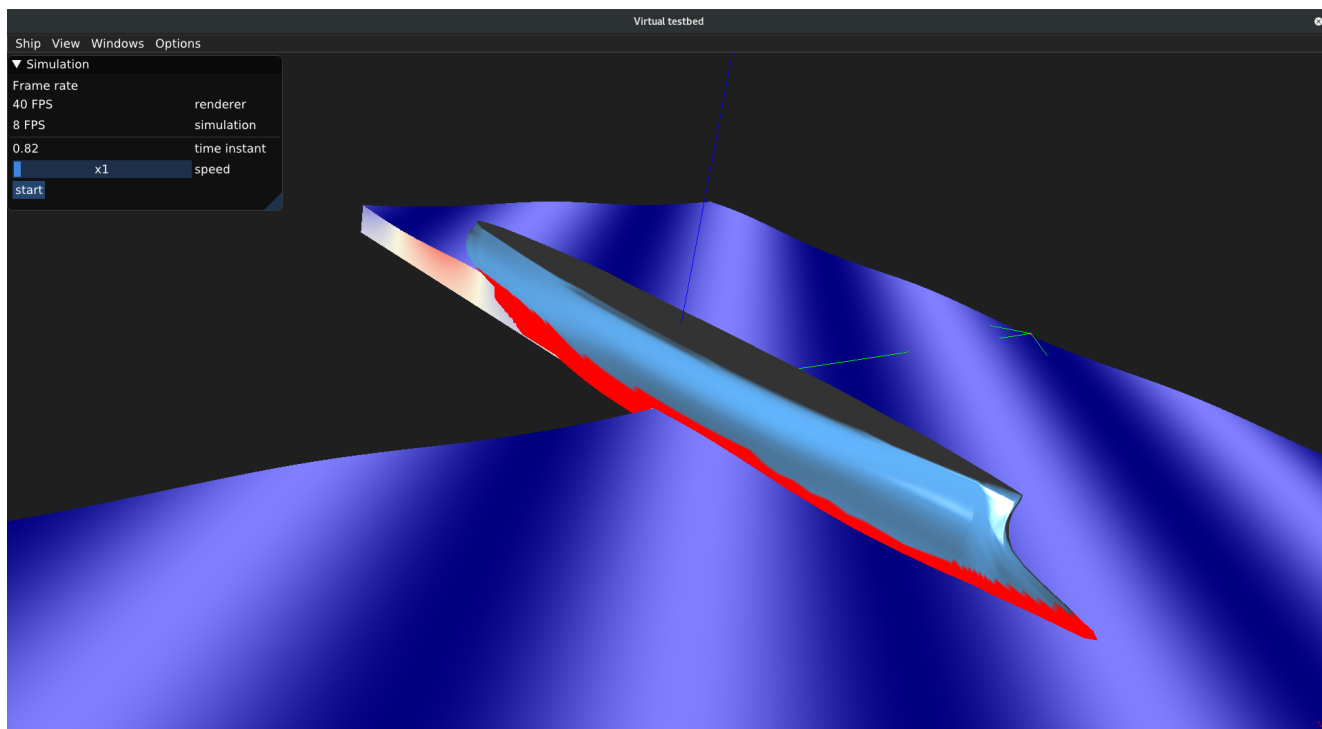 Virtual testbed
Ship View Windows Options
▼ Simulation
Frame rate
40 FPS renderer
8 FPS simulation
0.82 time instant
x1 speed
start